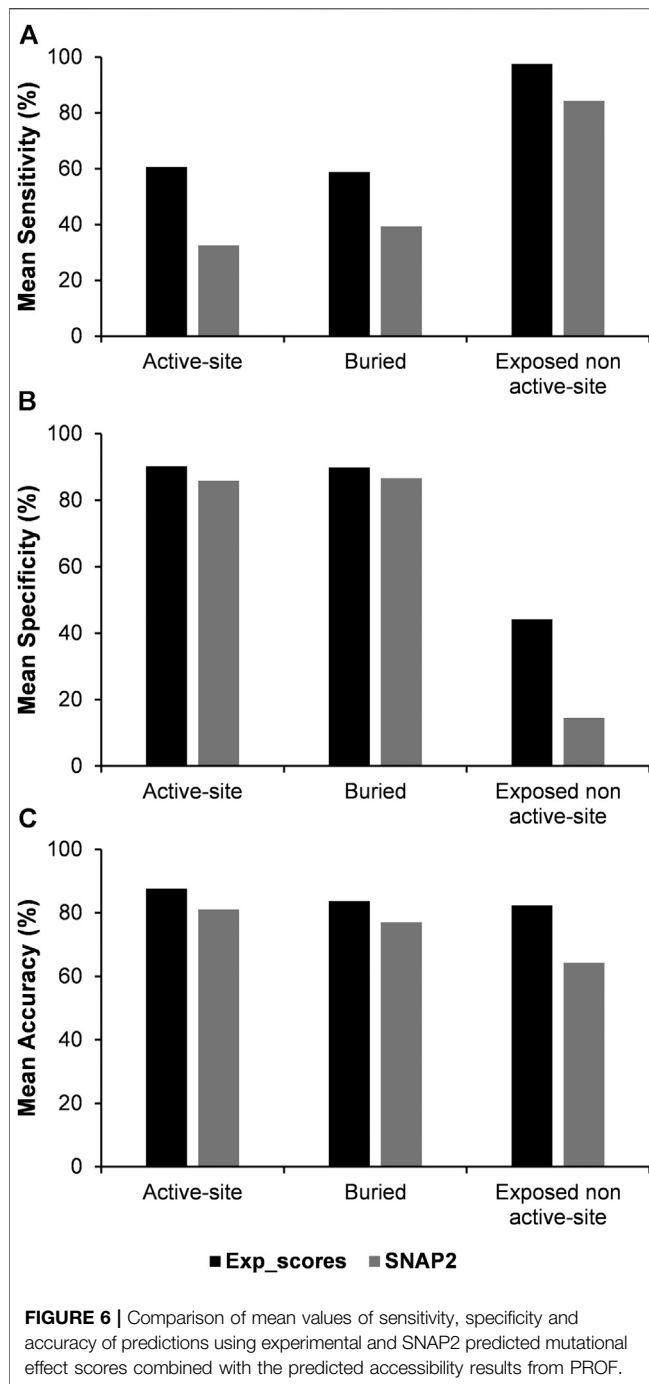 A
Mean Sensitivity (%)
100
80
60
40
20
0
Active-site
Buried
Exposed non
active-site
B
Mean Specificity (%)
100
80
60
40
20
0
Active-site
Buried
Exposed non
active-site
C
Mean Accuracy (%)
100
80
60
40
20
0
Active-site
Buried
Exposed non
active-site
Exp_scores
SNAP2
FIGURE 6 | Comparison of mean values of sensitivity, specificity and
accuracy of predictions using experimental and SNAP2 predicted mutational
effect scores combined with the predicted accessibility results from PROF.